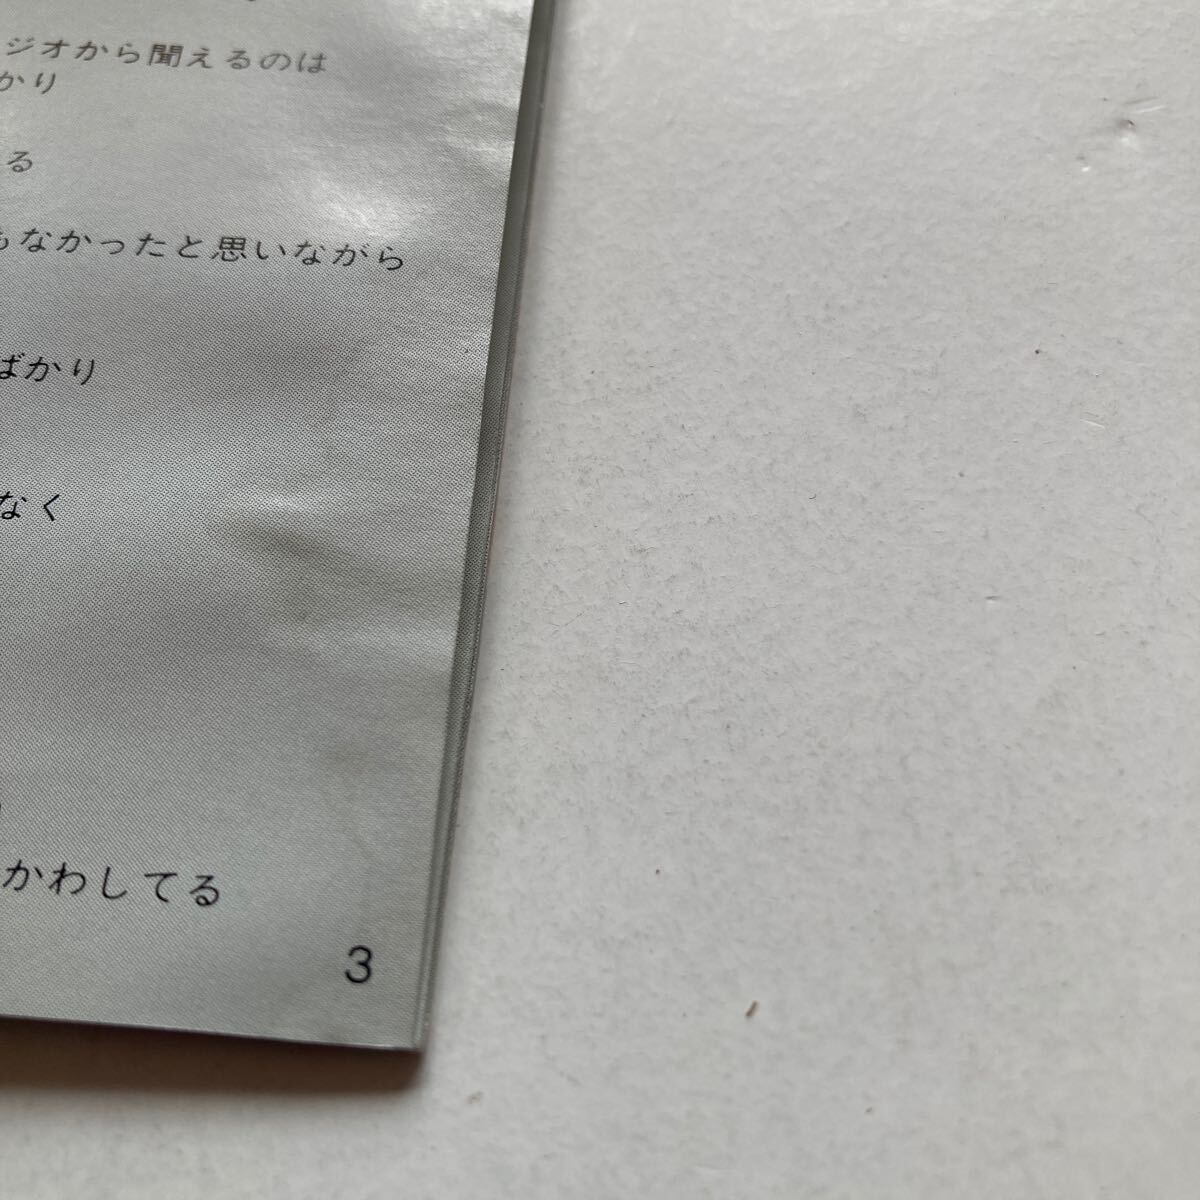 ジオから聞えるのは
かり
る
もなかったと思いながら
ばかり
なく
かわしてる
3